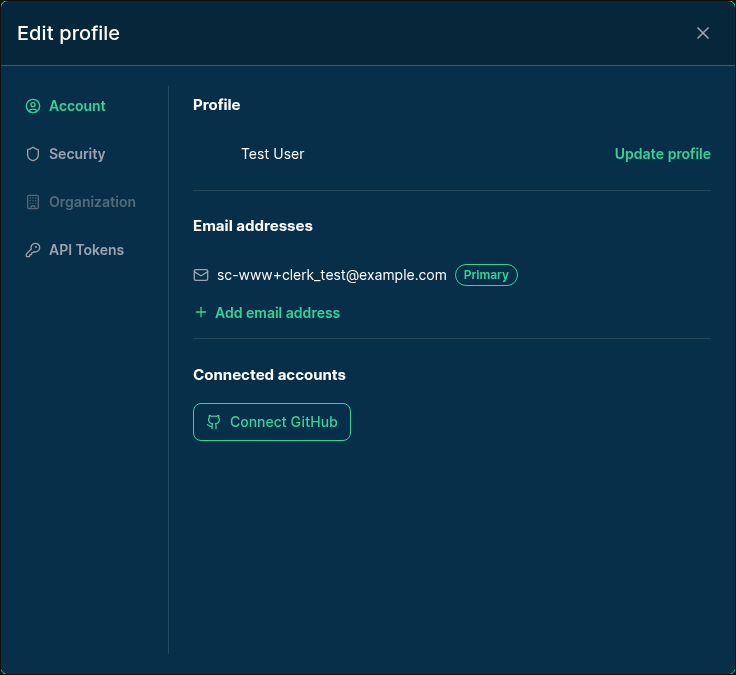 Edit profile
Account
Security
Organization
API Tokens
Profile
Test User
Update profile
Email addresses
sc-www+clerk_test@example.com Primary
+ Add email address
Connected accounts
Connect GitHub